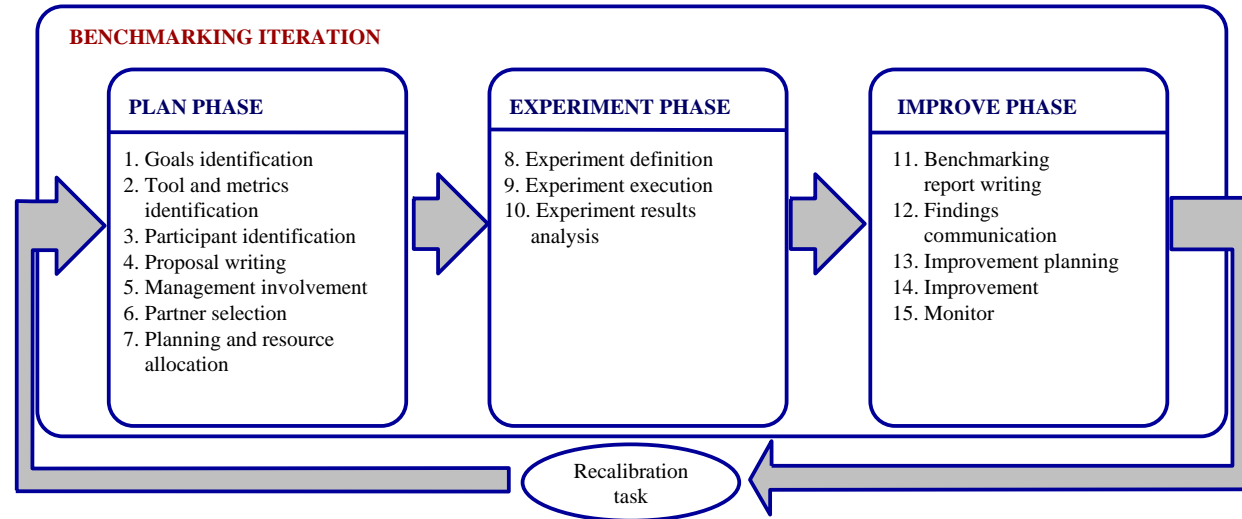 BENCHMARKING ITERATION
PLAN PHASE
1. Goals identification
2. Tool and metrics
identification
3. Participant identification
4. Proposal writing
5. Management involvement
6. Partner selection
7. Planning and resource
allocation
EXPERIMENT PHASE
8. Experiment definition
9. Experiment execution
10. Experiment results
analysis
IMPROVE PHASE
11. Benchmarking
report writing
12. Findings
communication
13. Improvement planning
14. Improvement
15. Monitor
Recalibration
task